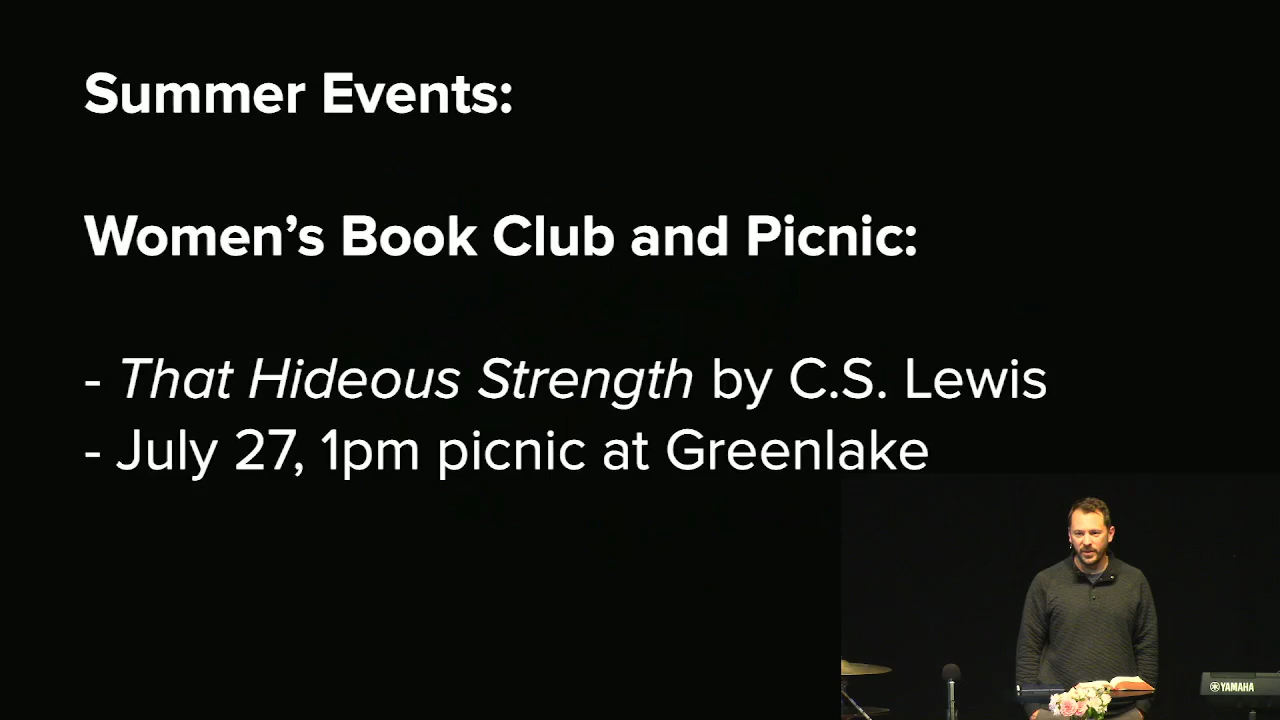 Summer Events:
Women’s Book Club and Picnic:
- That Hideous Strength by C.S. Lewis
- July 27, 1pm picnic at Greenlake
YAMAHA